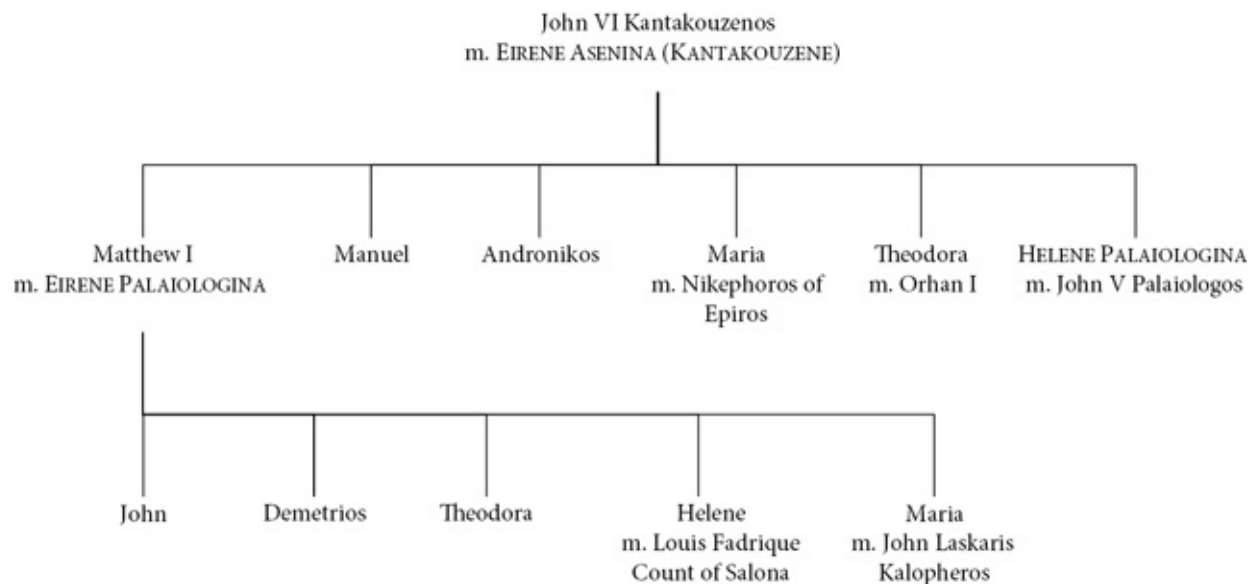 John VI Kantakouzenos
m. EIRENE ASENINA (KANTAKOUZENE)
Matthew I
m. EIRENE PALAIOLOGINA
Manuel
Andronikos
Maria
m. Nikephoros of
Epiros
Theodora
m. Orhan I
HELENE PALAIOLOGINA
m. John V Palaiologos
John
Demetrios
Theodora
Helene
m. Louis Fadrique
Count of Salona
Maria
m. John Laskaris
Kalopheros